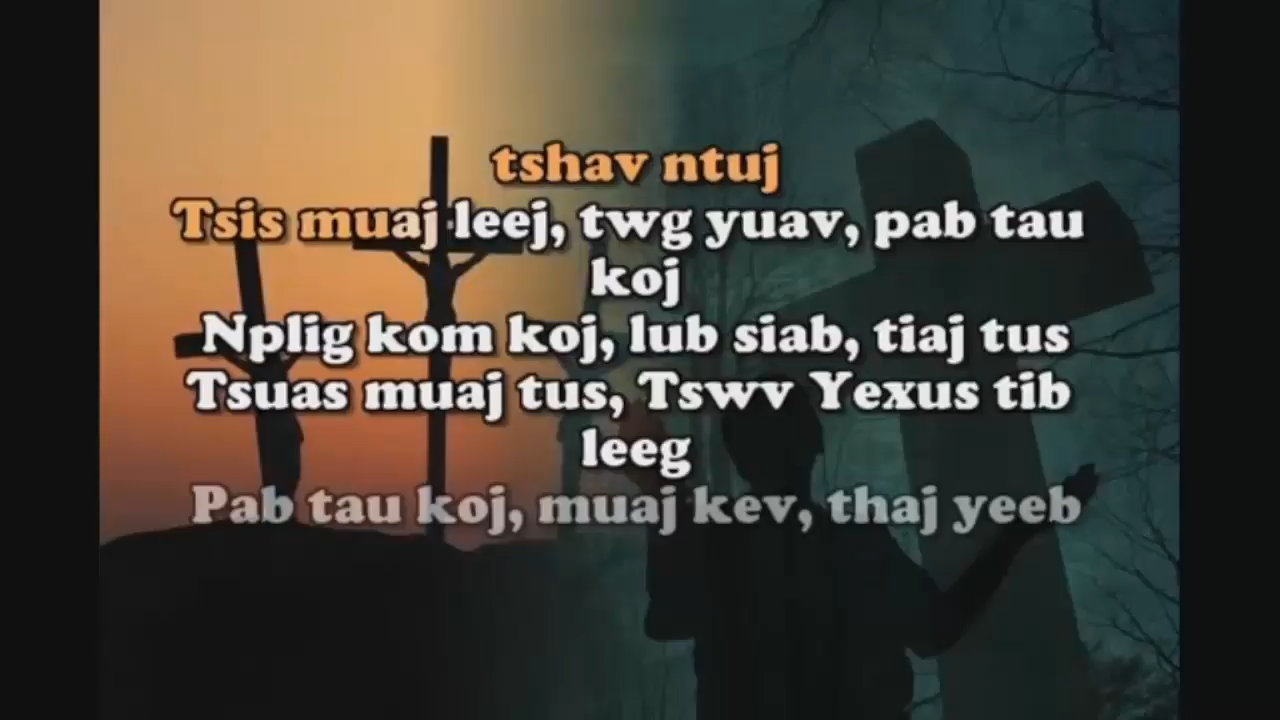 tshav ntuj
Tsis muaj leej, twg yuav, pab tau
koj
Nplig kom koj, lub siab, tiaj tus
Tsuas muaj tus, Tswv Yexus tib
leeg
Pab tau koj, muaj kev, thaj yeeb